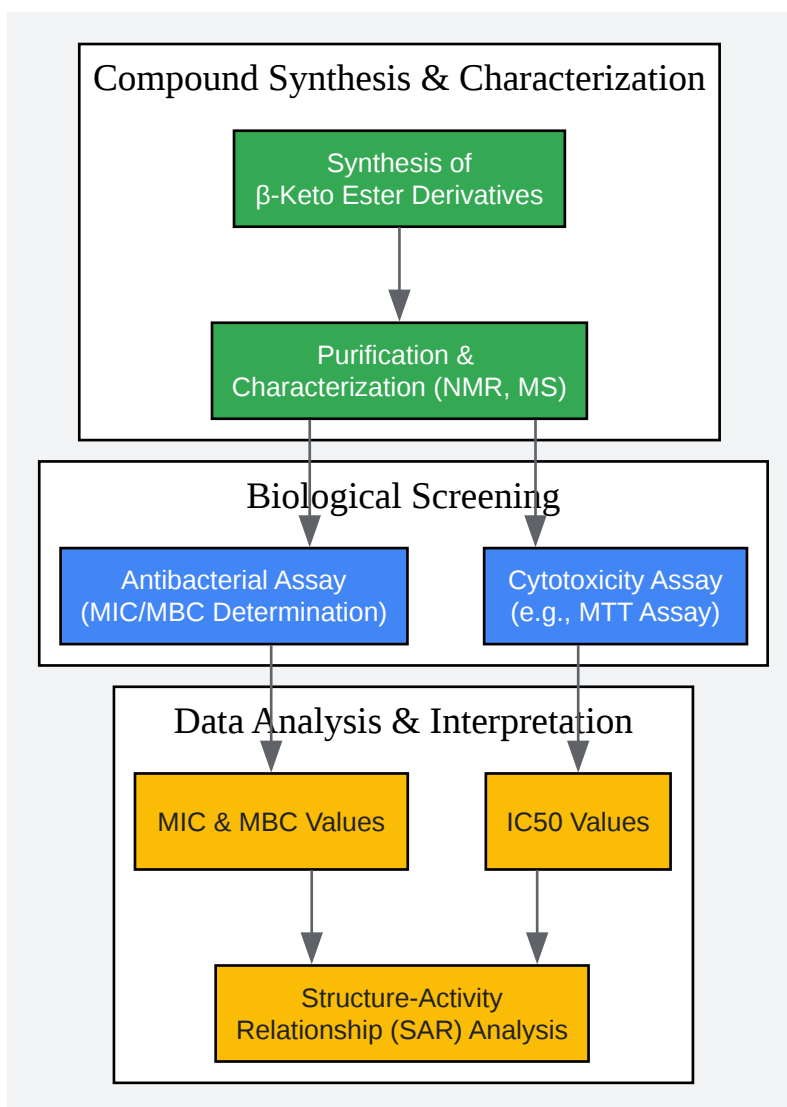 Compound Synthesis & Characterization
Synthesis of
β-Keto Ester Derivatives
Purification &
Characterization (NMR, MS)
Biological Screening
Antibacterial Assay
(MIC/MBC Determination)
Cytotoxicity Assay
(e.g., MTT Assay)
Data Analysis & Interpretation
MIC & MBC Values
IC50 Values
Structure-Activity
Relationship (SAR) Analysis